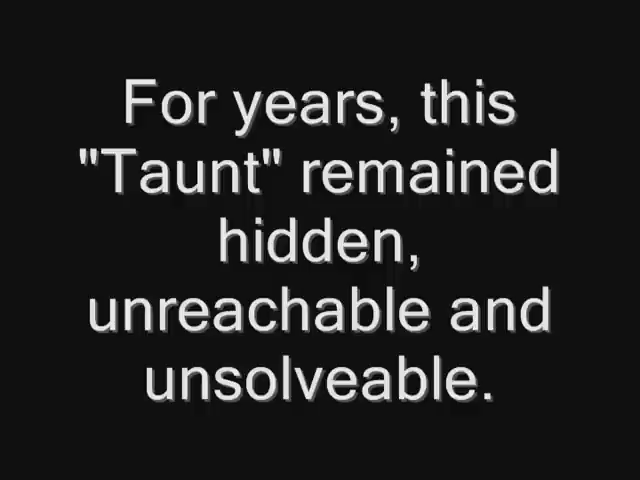 For years, this
"Taunt" remained
hidden,
unreachable and
unsolveable.